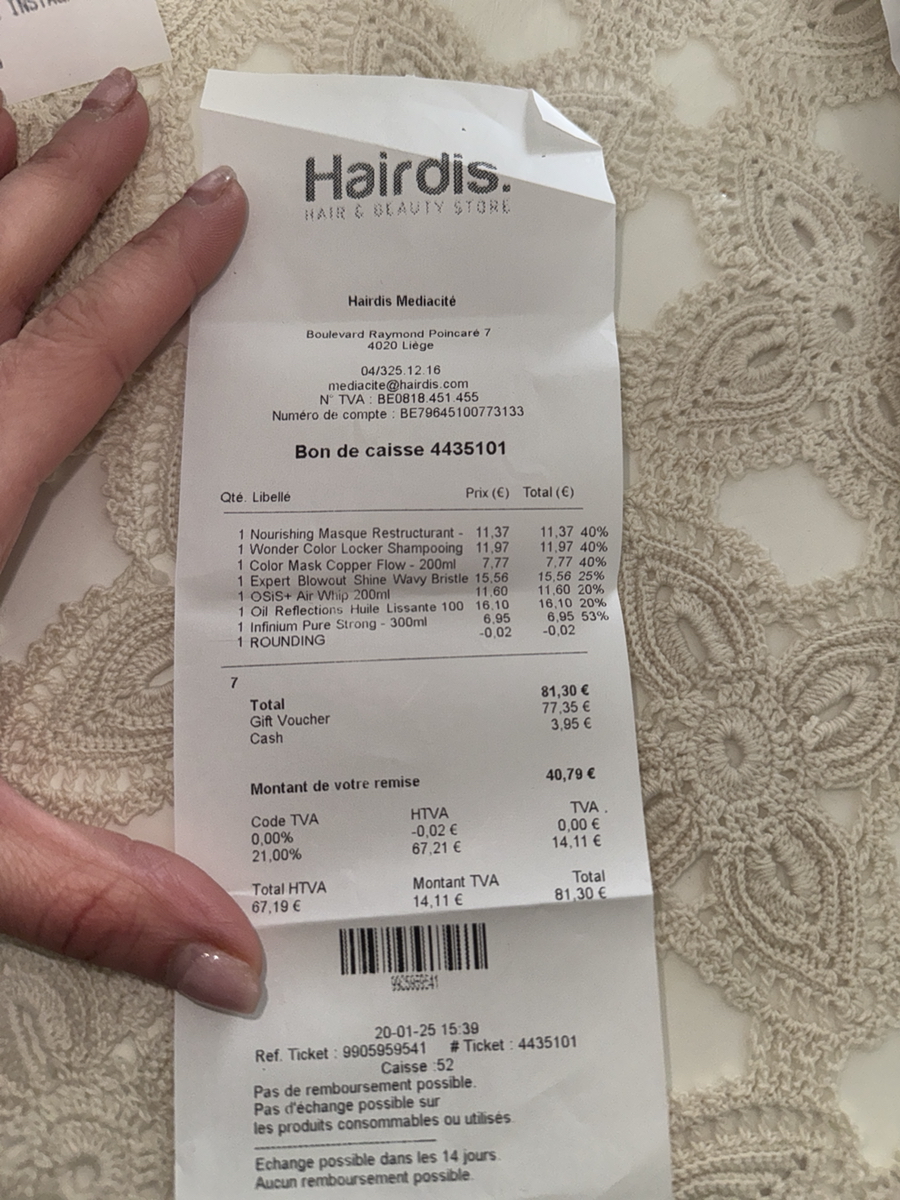 INSTA
Hairdis.
HAIR & BEAUTY STORE
Hairdis Mediacité
Boulevard Raymond Poincaré 7
4020 Liège
04/325.12.16
mediacite@hairdis.com
N° TVA : BE0818.451.455
Numéro de compte : BE79645100773133
Bon de caisse 4435101
Qté. Libellé Prix (€) Total (€)
1 Nourishing Masque Restructurant - 11,37 11,37 40%
1 Wonder Color Locker Shampooing 11,97 11,97 40%
1 Color Mask Copper Flow - 200ml 7,77 7,77 40%
1 Expert Blowout Shine Wavy Bristle 15,56 15,56 25%
1 OSiS+ Air Whip 200ml 11,60 11,60 20%
1 Oil Reflections Huile Lissante 100 16,10 16,10 20%
1 Infinium Pure Strong - 300ml 6,95 6,95 53%
1 ROUNDING -0,02 -0,02
7
Total 81,30 €
Gift Voucher 77,35 €
Cash 3,95 €
Montant de votre remise 40,79 €
Code TVA HTVA TVA .
0,00% -0,02 € 0,00 €
21,00% 67,21 € 14,11 €
Total HTVA Montant TVA Total
67,19 € 14,11 € 81,30 €
9905959541
20-01-25 15:39
Ref. Ticket : 9905959541 # Ticket : 4435101
Caisse :52
Pas de remboursement possible.
Pas d'échange possible sur
les produits consommables ou utilisés.
Echange possible dans les 14 jours.
Aucun remboursement possible.